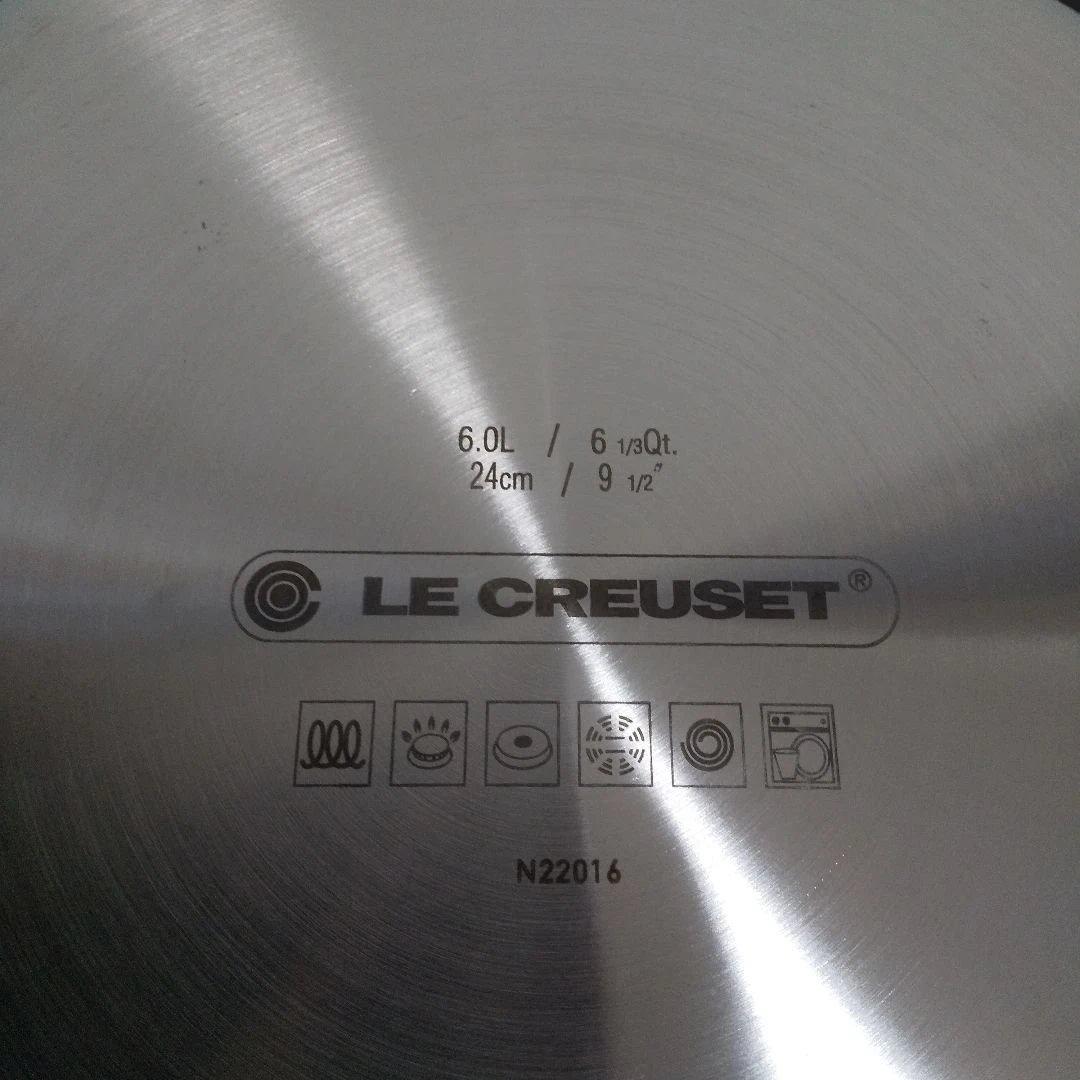 6.0L / 6 1/3Qt.
24cm / 9 1/2"
LE CREUSET®
N22016